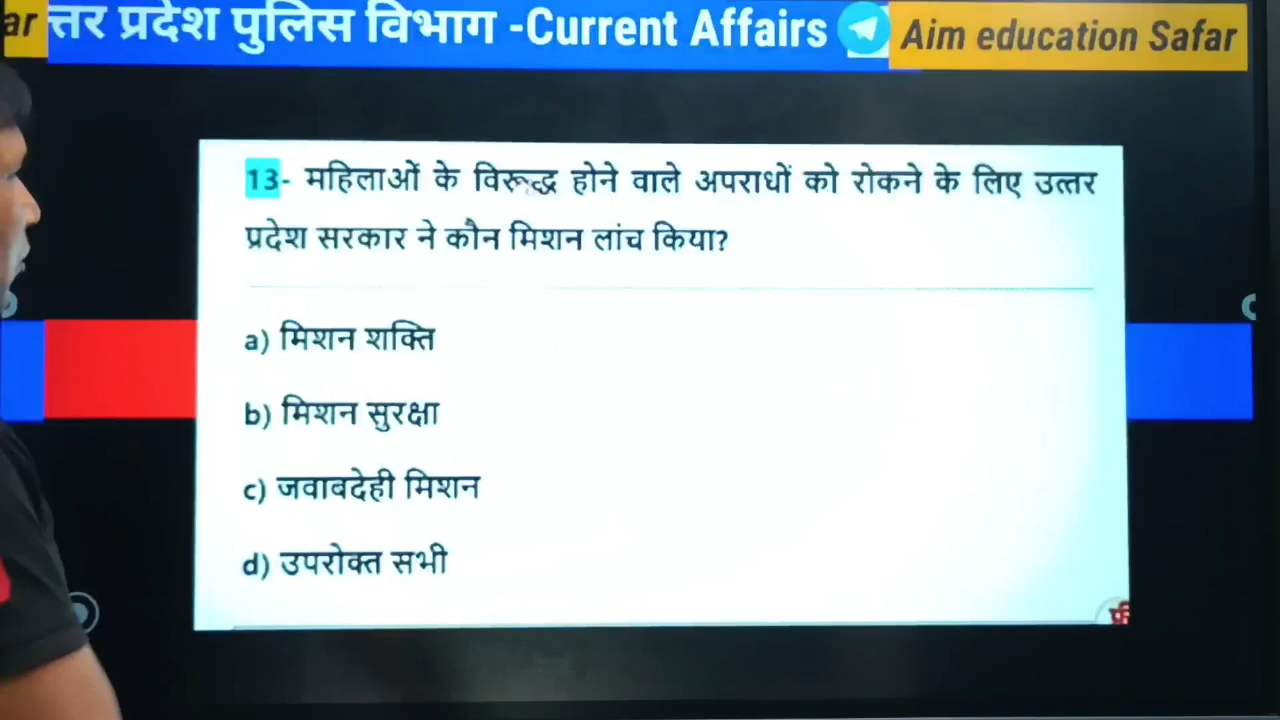 ar
त्तर प्रदेश पुलिस विभाग -Current Affairs
Aim education Safar
13- महिलाओं के विरूद्ध होने वाले अपराधों को रोकने के लिए उत्तर
प्रदेश सरकार ने कौन मिशन लांच किया?
a) मिशन शक्ति
b) मिशन सुरक्षा
c) जवाबदेही मिशन
d) उपरोक्त सभी